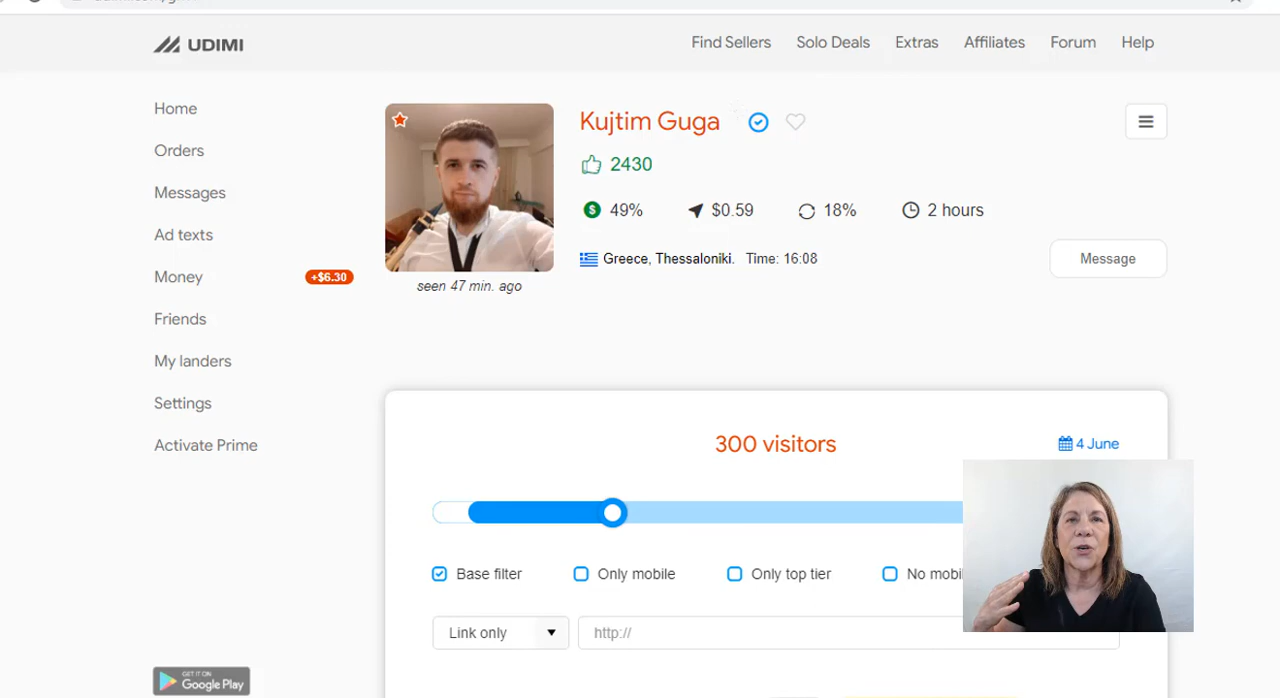 UDIMI
Find Sellers Solo Deals Extras Affiliates Forum Help
Home
Orders
Messages
Ad texts
Money +$6.30
Friends
My landers
Settings
Activate Prime
Kujtim Guga
2430
49% $0.59 18% 2 hours
Greece, Thessaloniki. Time: 16:08
Message
seen 47 min. ago
300 visitors
4 June
Base filter Only mobile Only top tier No mobi
Link only http://
GET IT ON
Google Play